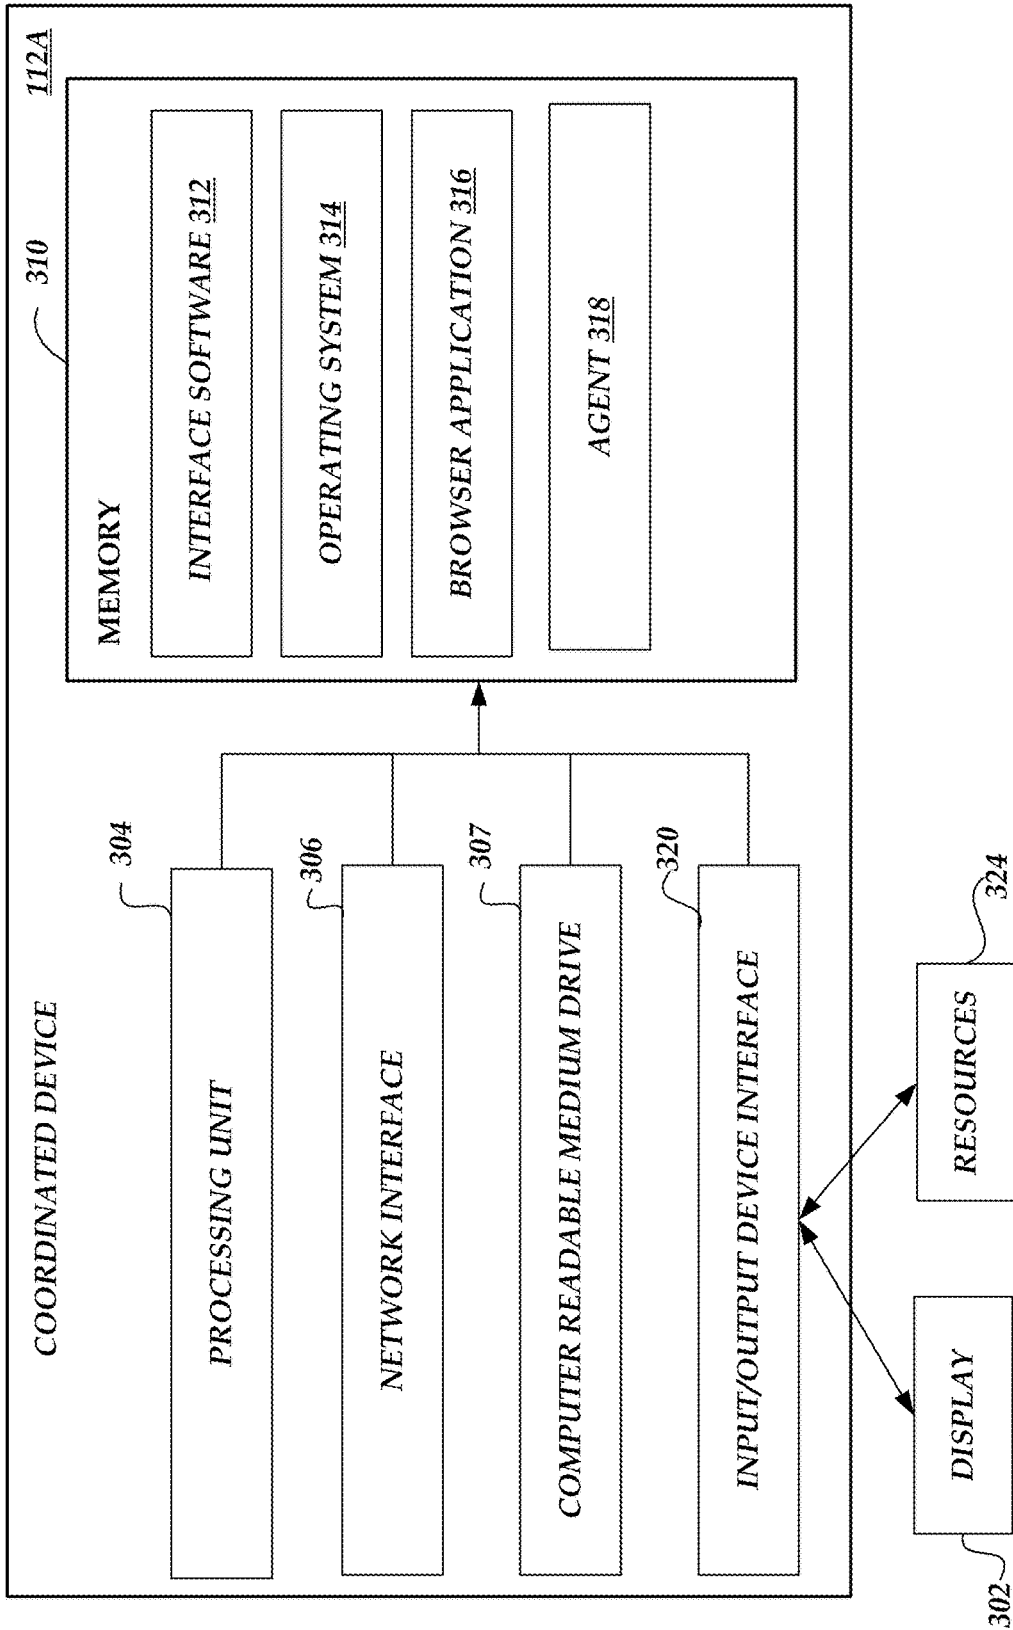 COORDINATED DEVICE
112A
304
PROCESSING UNIT
306
NETWORK INTERFACE
307
COMPUTER READABLE MEDIUM DRIVE
320
INPUT/OUTPUT DEVICE INTERFACE
310
MEMORY
INTERFACE SOFTWARE 312
OPERATING SYSTEM 314
BROWSER APPLICATION 316
AGENT 318
302
DISPLAY
RESOURCES
324